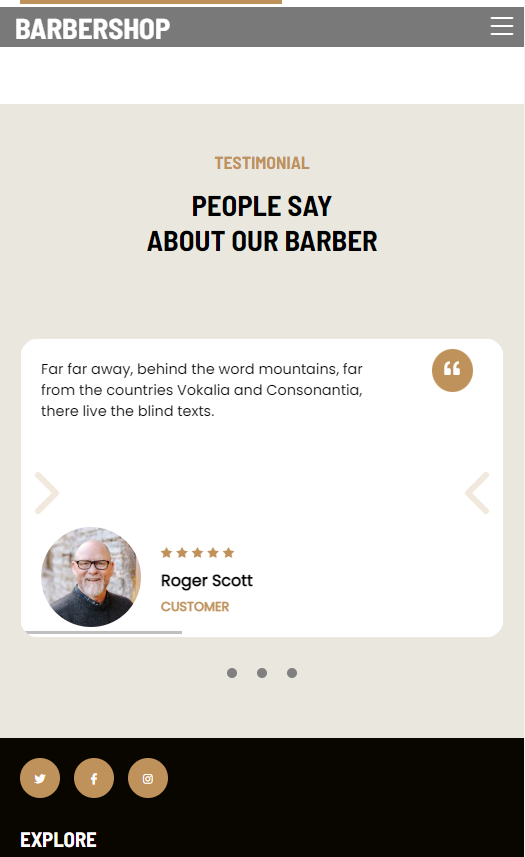 BARBERSHOP
TESTIMONIAL
PEOPLE SAY
ABOUT OUR BARBER
Far far away, behind the word mountains, far
from the countries Vokalia and Consonantia,
there live the blind texts.
Roger Scott
CUSTOMER
EXPLORE